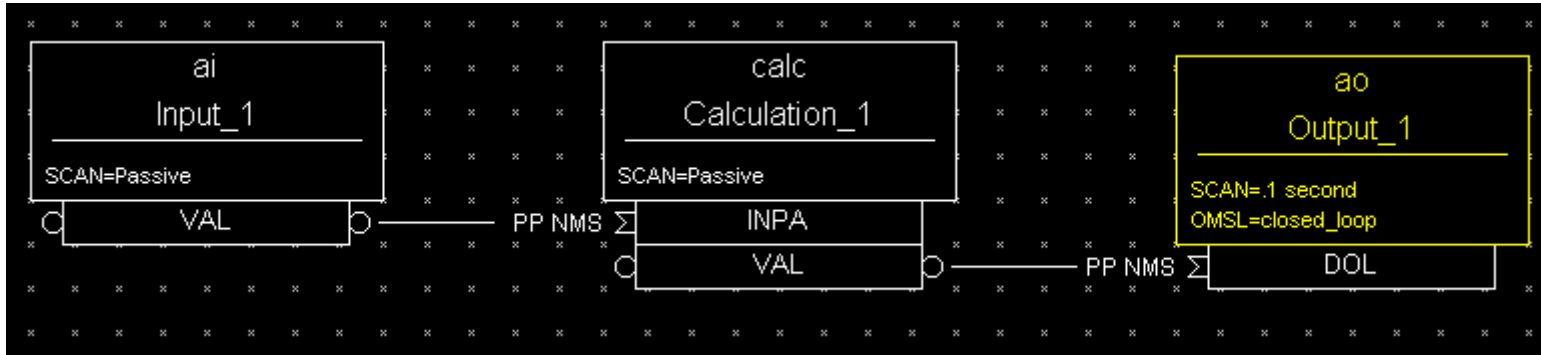 ai
Input_1
SCAN=Passive
VAL
PP NMS
calc
Calculation_1
SCAN=Passive
INPA
VAL
PP NMS
ao
Output_1
SCAN=.1 second
OMSL=closed_loop
DOL